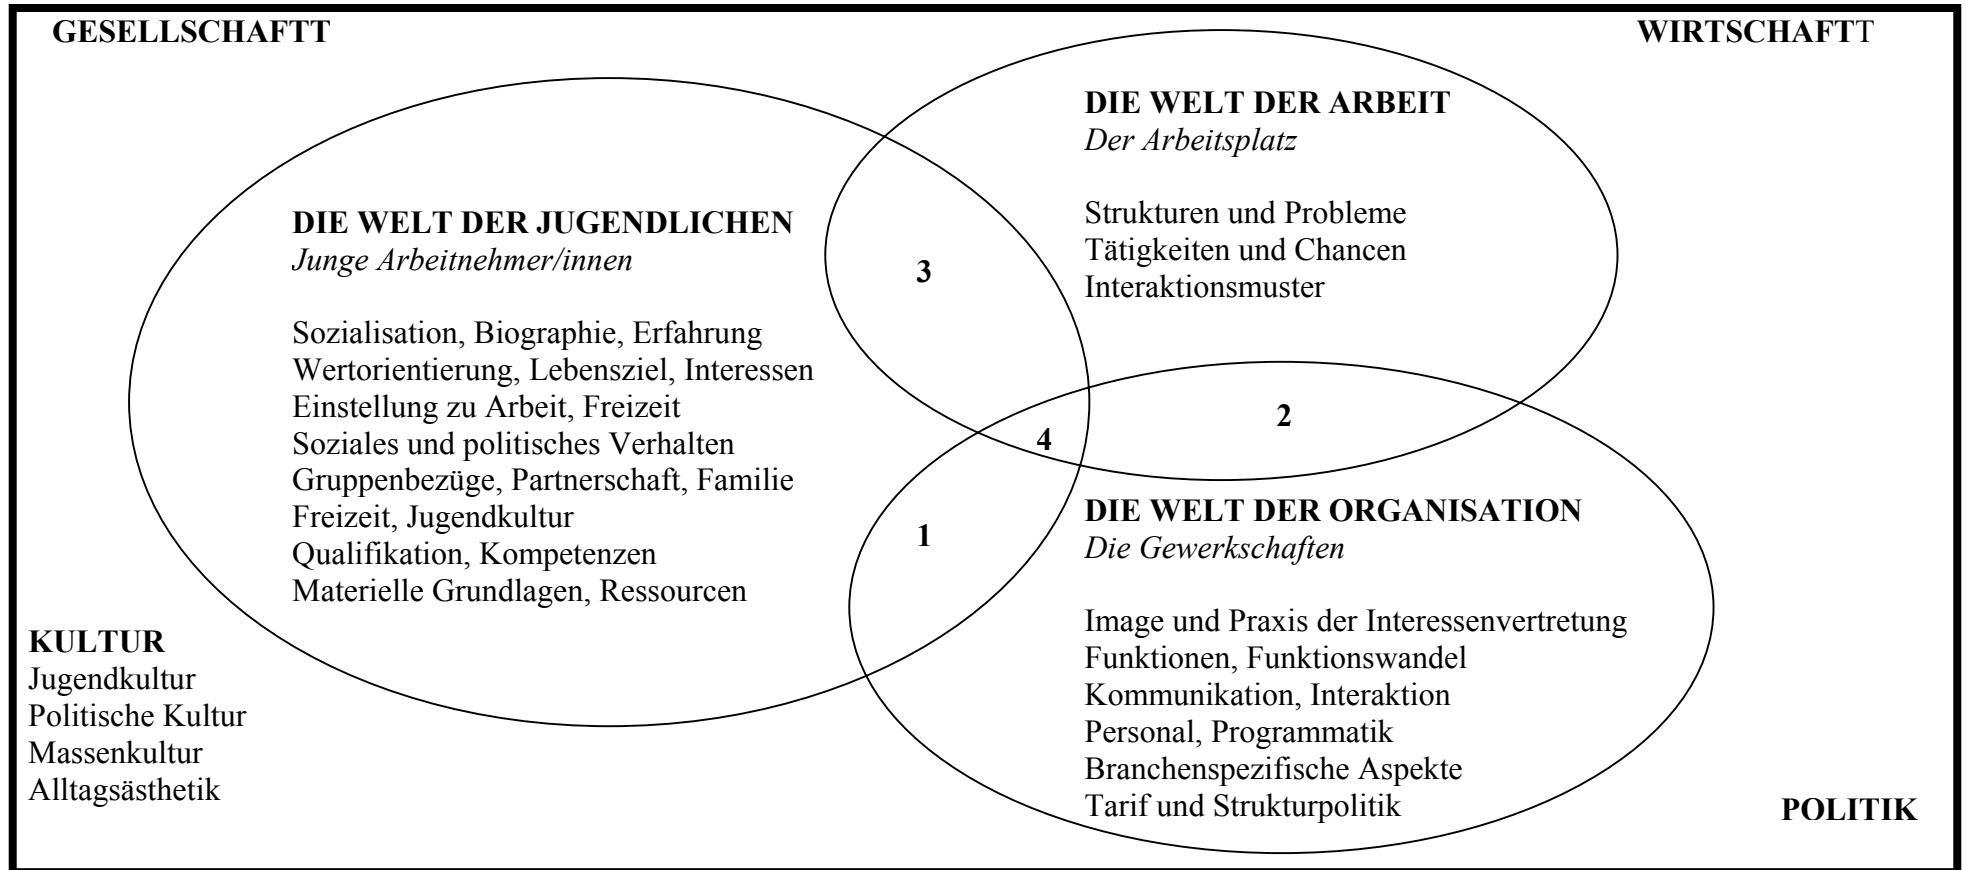 GESELLSCHAFTT
WIRTSCHAFTT
DIE WELT DER ARBEIT
Der Arbeitsplatz
Strukturen und Probleme
Tätigkeiten und Chancen
Interaktionsmuster
DIE WELT DER JUGENDLICHEN
Junge Arbeitnehmer/innen
Sozialisation, Biographie, Erfahrung
Wertorientierung, Lebensziel, Interessen
Einstellung zu Arbeit, Freizeit
Soziales und politisches Verhalten
Gruppenbezüge, Partnerschaft, Familie
Freizeit, Jugendkultur
Qualifikation, Kompetenzen
Materielle Grundlagen, Ressourcen
3
2
4
1
DIE WELT DER ORGANISATION
Die Gewerkschaften
Image und Praxis der Interessenvertretung
Funktionen, Funktionswandel
Kommunikation, Interaktion
Personal, Programmatik
Branchenspezifische Aspekte
Tarif und Strukturpolitik
KULTUR
Jugendkultur
Politische Kultur
Massenkultur
Alltagsästhetik
POLITIK